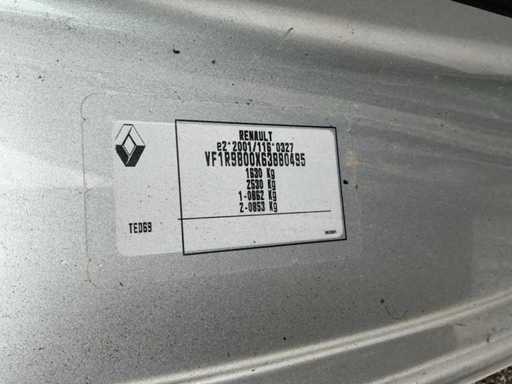 RENAULT
e2*2001/116*0327
VF1R9800X63880495
1630 Kg
2530 Kg
1-0862 Kg
2-0853 Kg
TED69